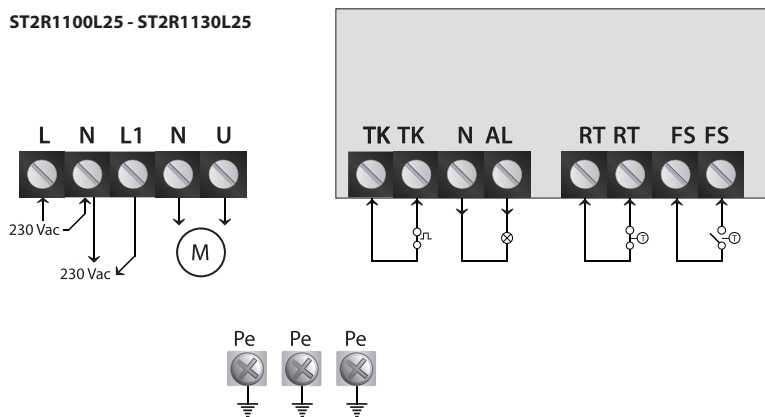 ST2R1100L25 - ST2R1130L25
L N L1 N U
TK TK N AL RT RT FS FS
230 Vac
M
T
T
230 Vac
Pe Pe Pe